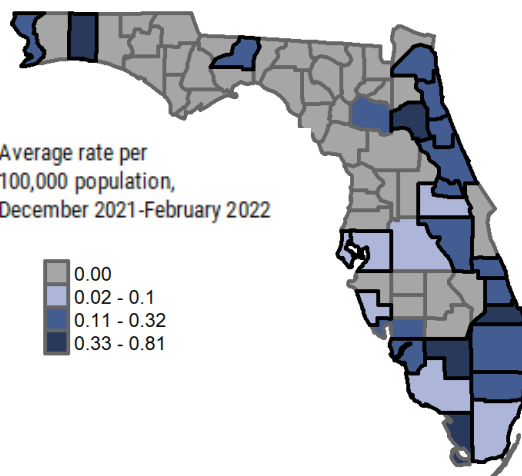 Average rate per
100,000 population,
December 2021-February 2022
0.00
0.02 - 0.1
0.11 - 0.32
0.33 - 0.81